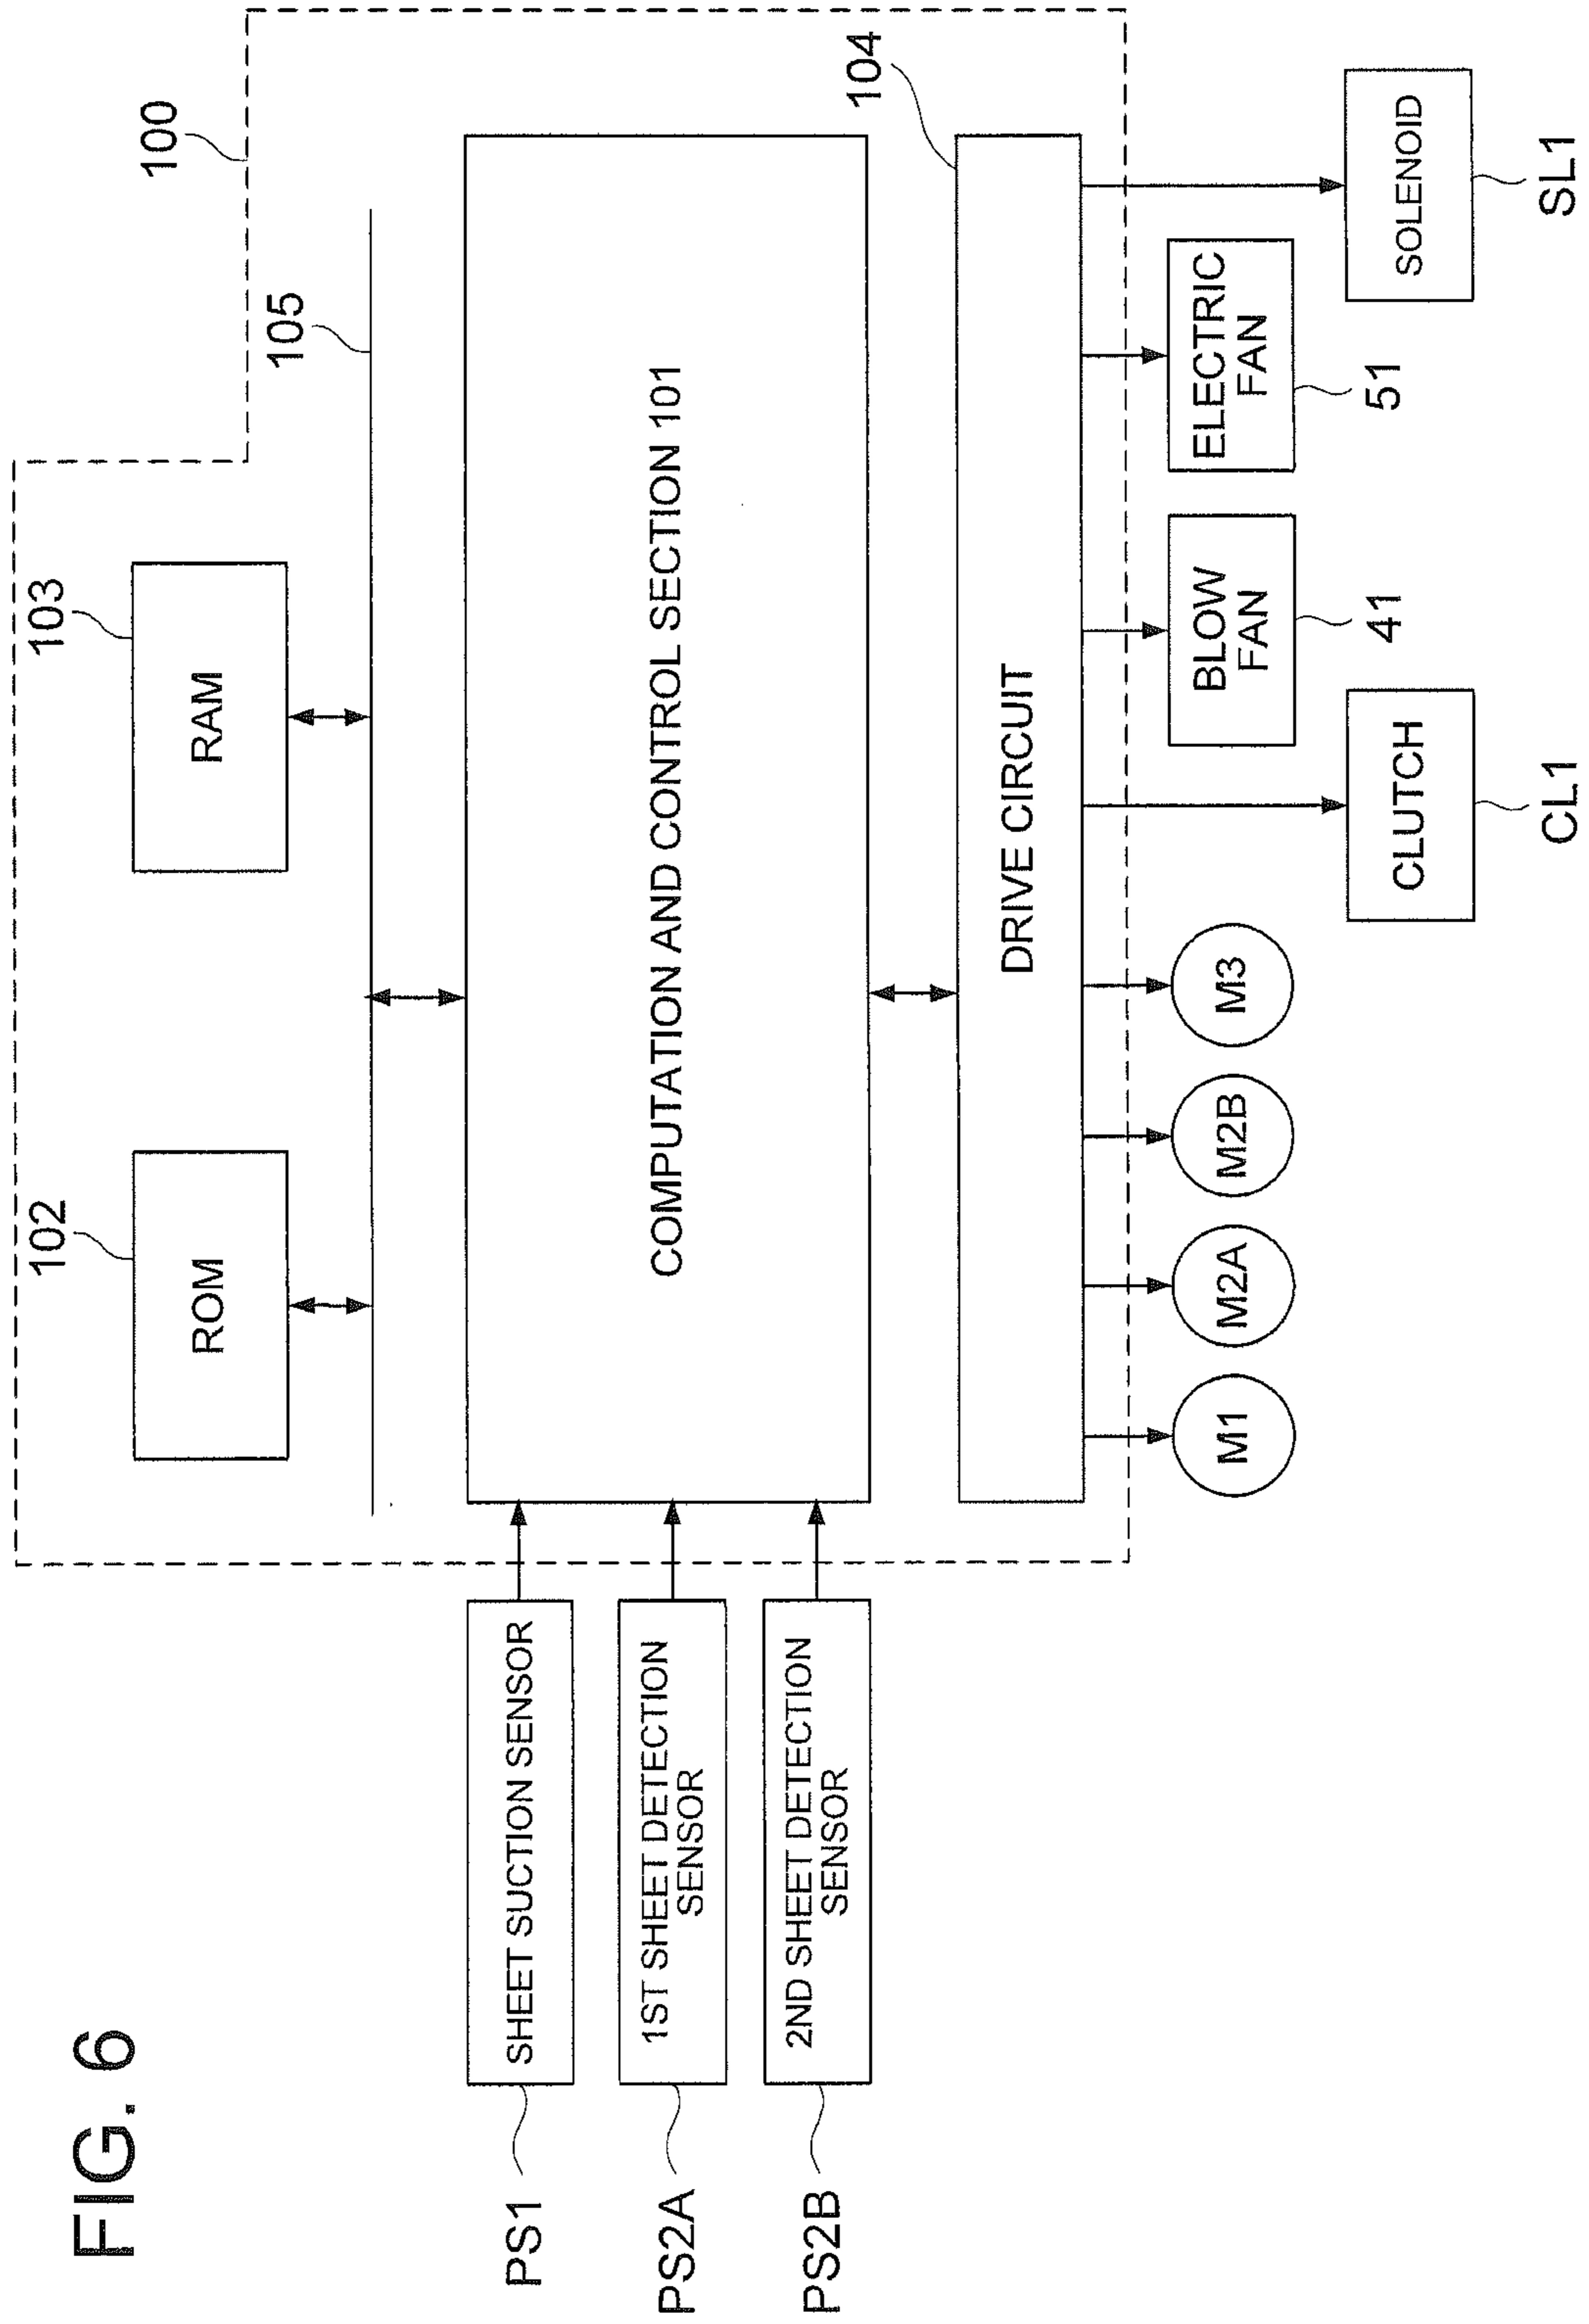 FIG. 6
100
102
103
ROM
RAM
105
PS1
SHEET SUCTION SENSOR
PS2A
1ST SHEET DETECTION
SENSOR
PS2B
2ND SHEET DETECTION
SENSOR
COMPUTATION AND CONTROL SECTION 101
104
DRIVE CIRCUIT
M1
M2A
M2B
M3
BLOW
FAN
41
ELECTRIC
FAN
51
CLUTCH
CL1
SOLENOID
SL1